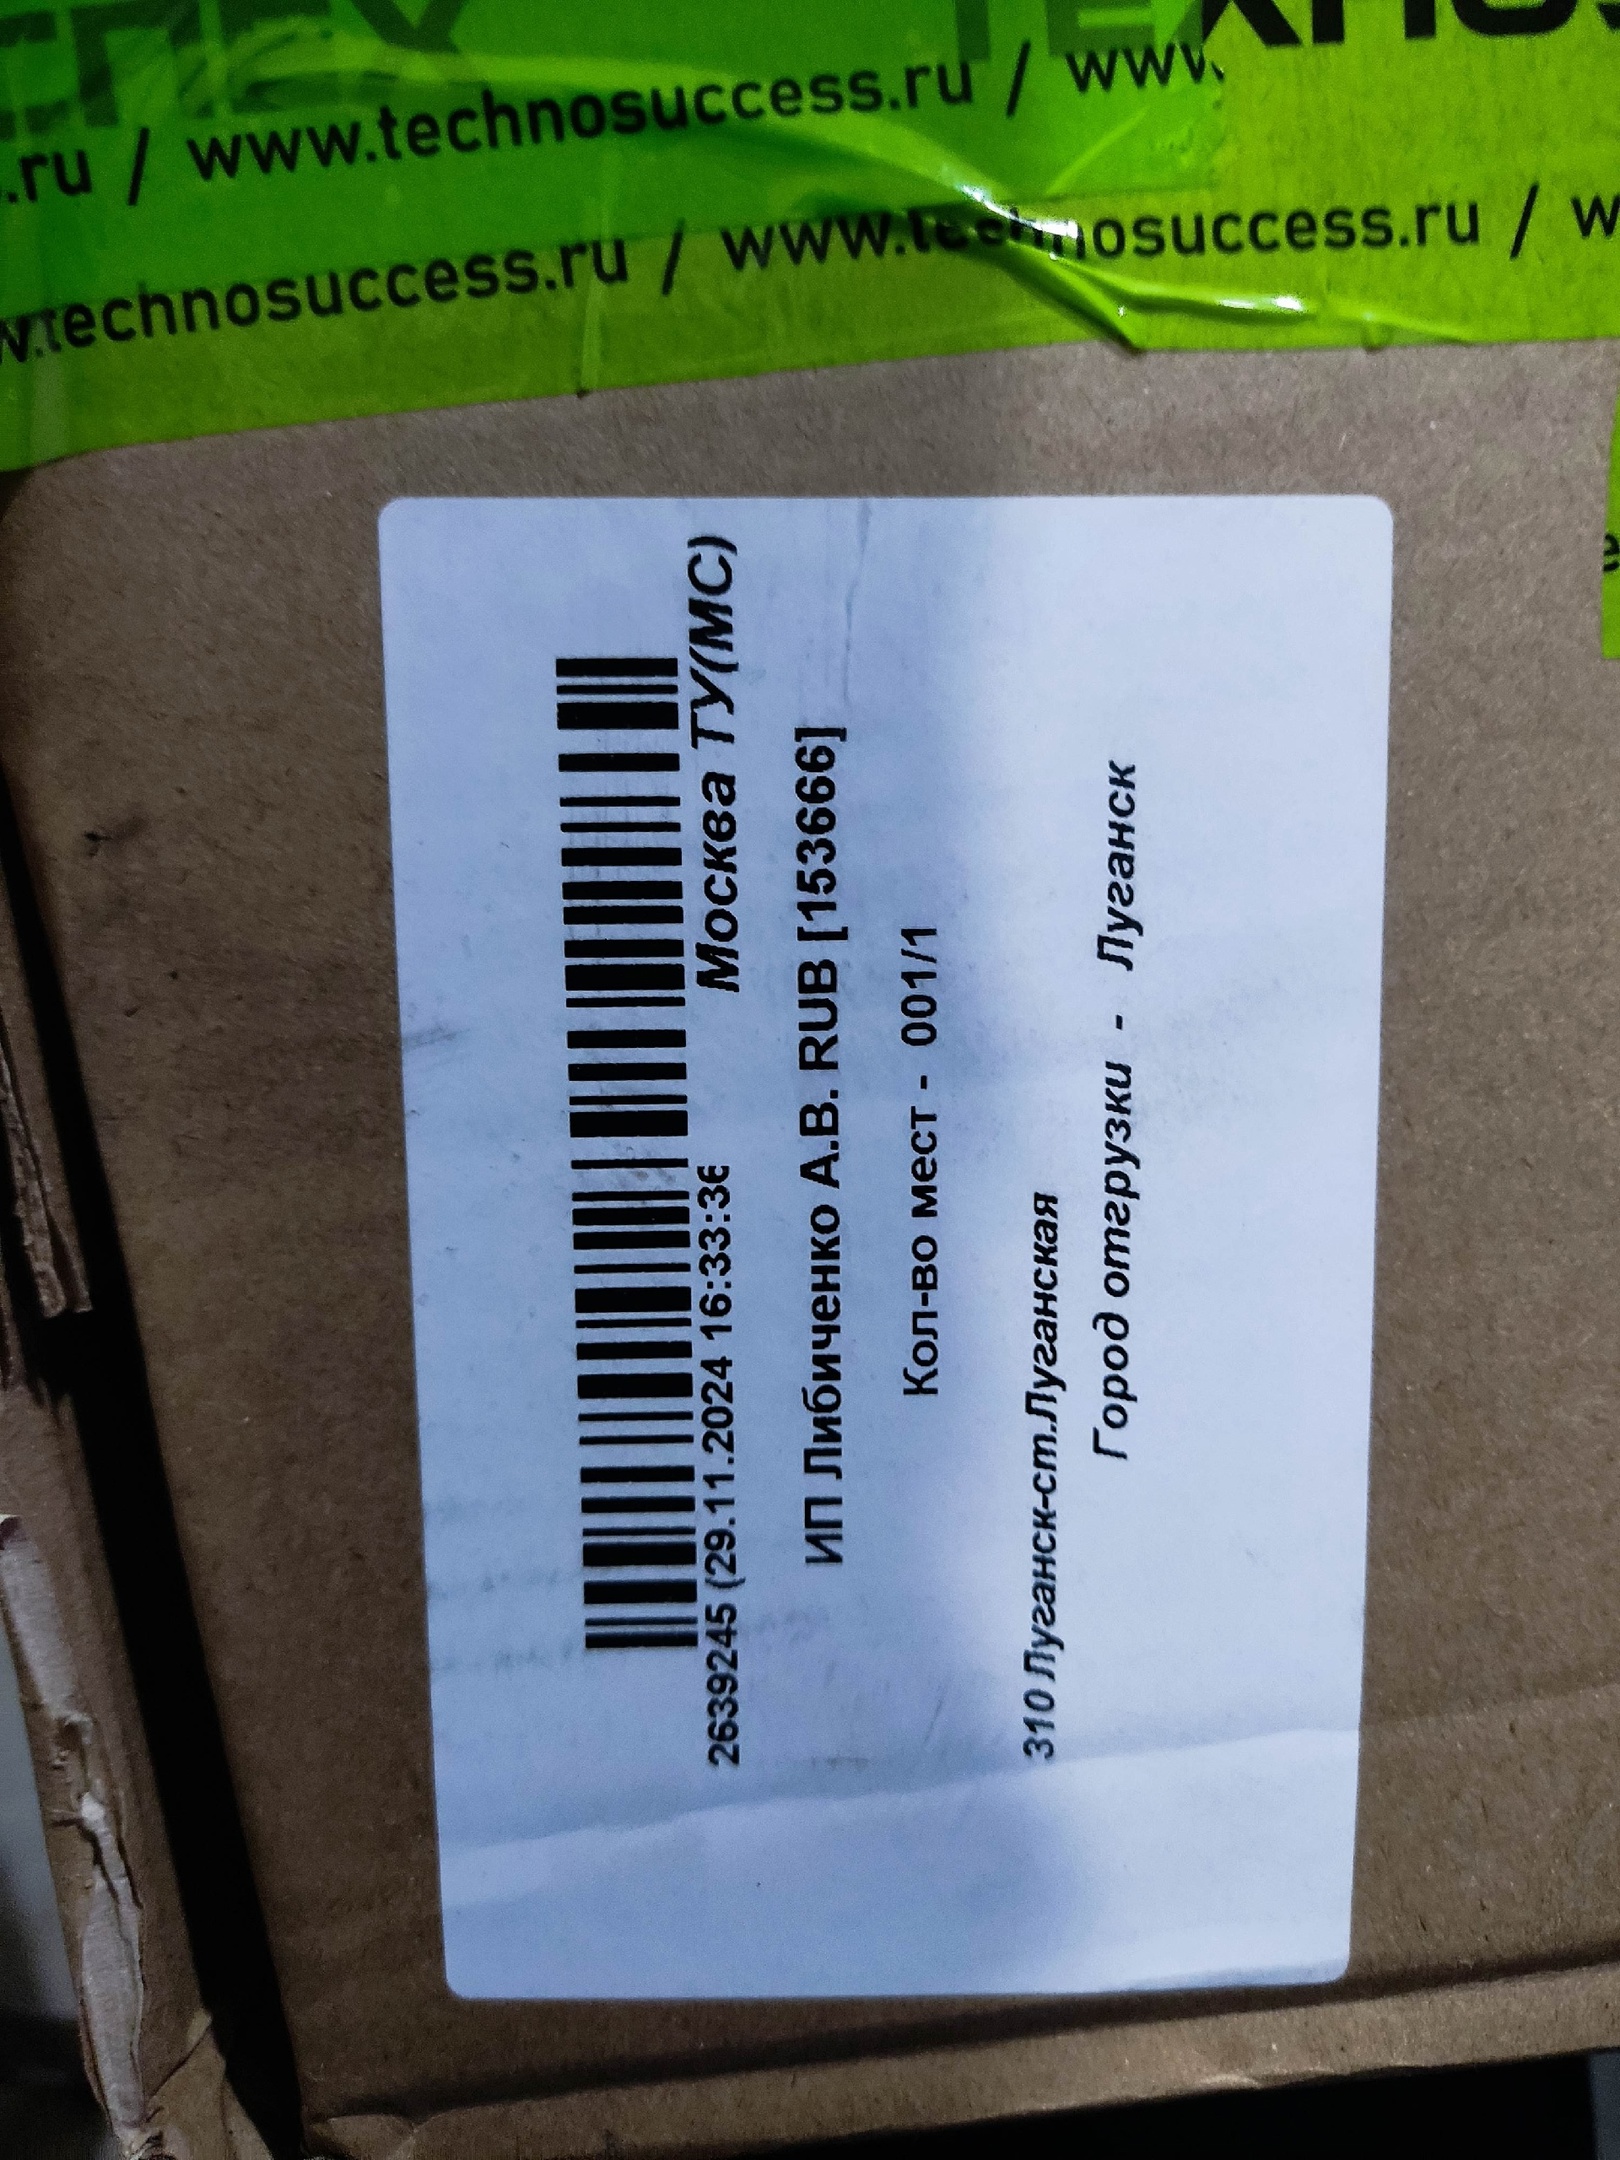 .ru / www.technosuccess.ru / www.
w.technosuccess.ru / www.technosuccess.ru / w
2639245 (29.11.2024 16:33:36 Москва ТУ(МС)
ИП Либиченко А.В. RUB [153666]
Кол-во мест - 001/1
310 Луганск-ст.Луганская
Город отгрузки - Луганск